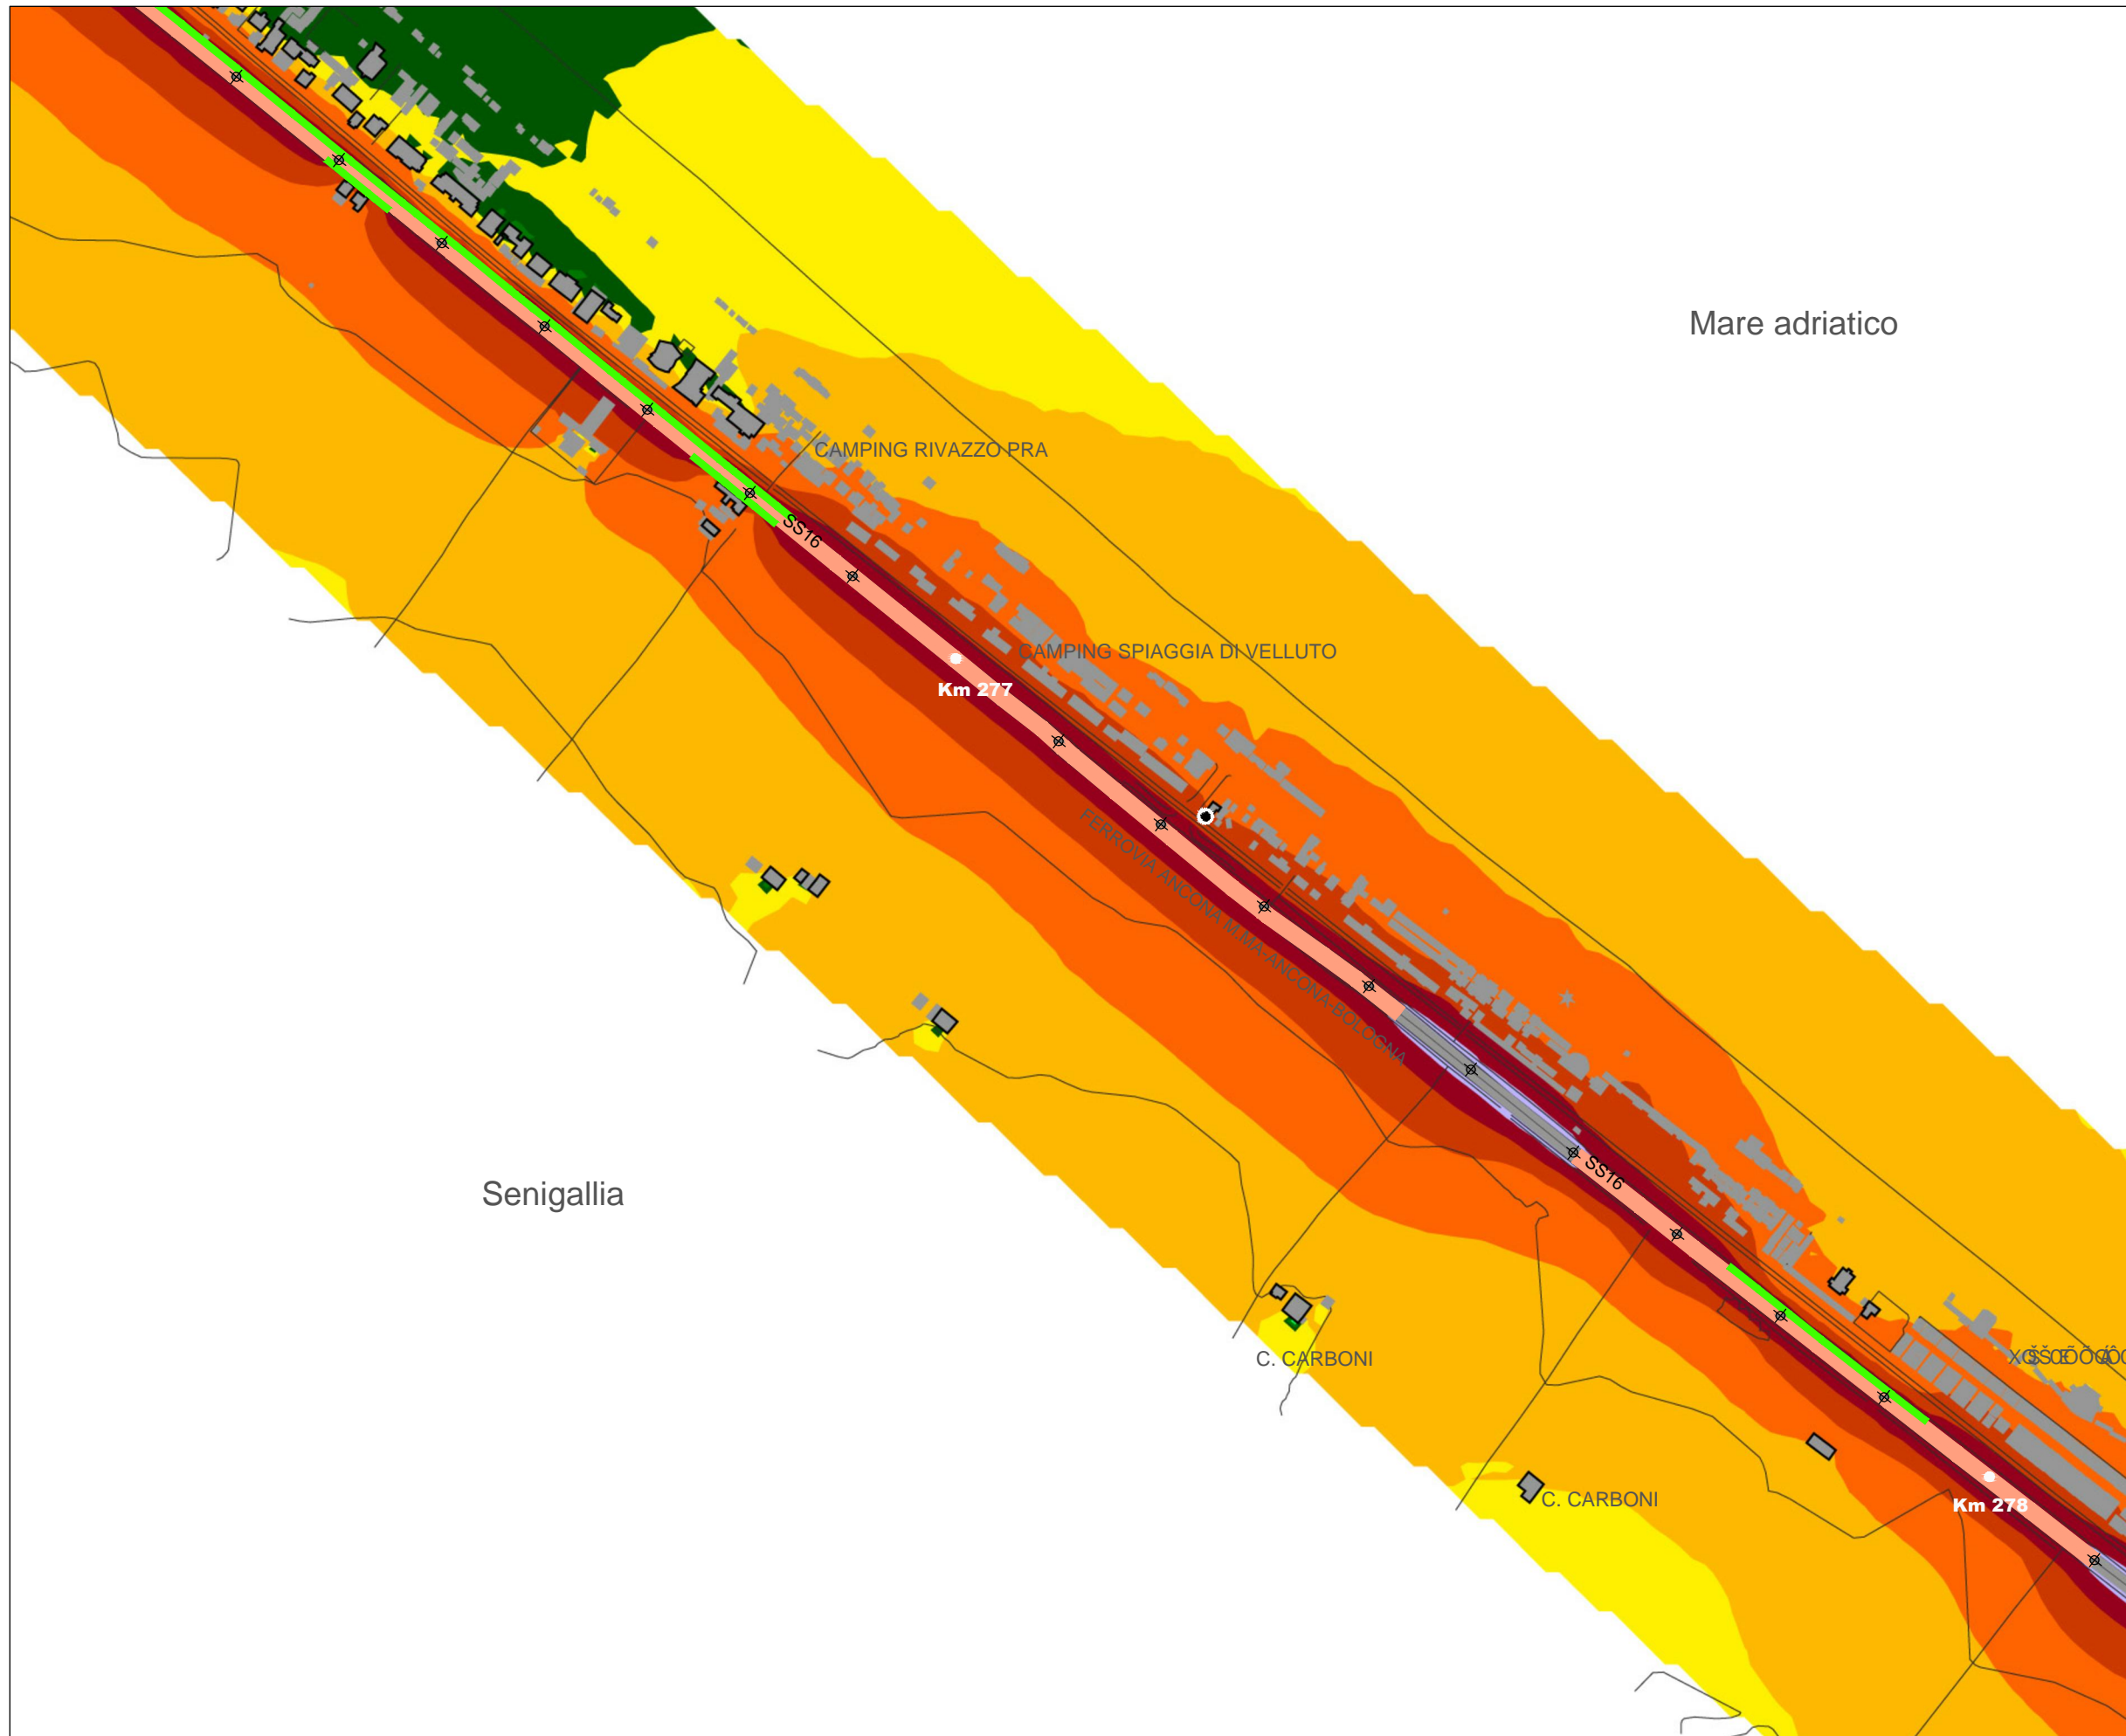 Mare adriatico
CAMPING RIVAZZO PRA
SS16
CAMPING SPIAGGIA DI VELLUTO
Km 277
FERROVIA ANCONA M.MA-ANCONA-BOLOGNA
SS16
Senigallia
C. CARBONI
C. CARBONI
Km 278